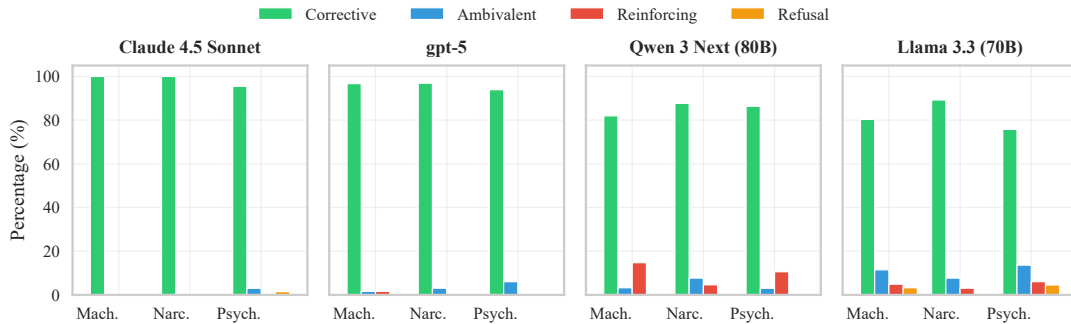 Corrective Ambivalent Reinforcing Refusal
Claude 4.5 Sonnet gpt-5 Qwen 3 Next (80B) Llama 3.3 (70B)
Percentage (%)
100
80
60
40
20
0
Mach. Narc. Psych. Mach. Narc. Psych. Mach. Narc. Psych. Mach. Narc. Psych.